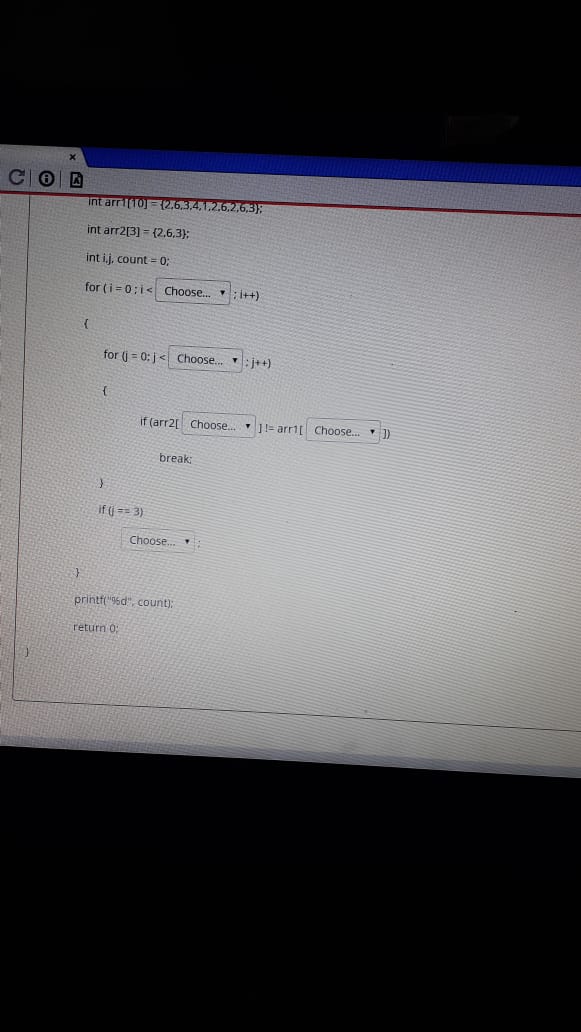 int arr1[10] = {2,6,3,4,1,2,6,2,6,3};
int arr2[3] = {2,6,3};
int i,j, count = 0;
for ( i = 0 ; i < Choose... ; i++)
{
for (j = 0; j < Choose... ; j++)
{
if (arr2[ Choose... ] != arr1[ Choose... ])
break;
}
if (j == 3)
Choose... ;
}
printf("%d", count);
return 0;
}